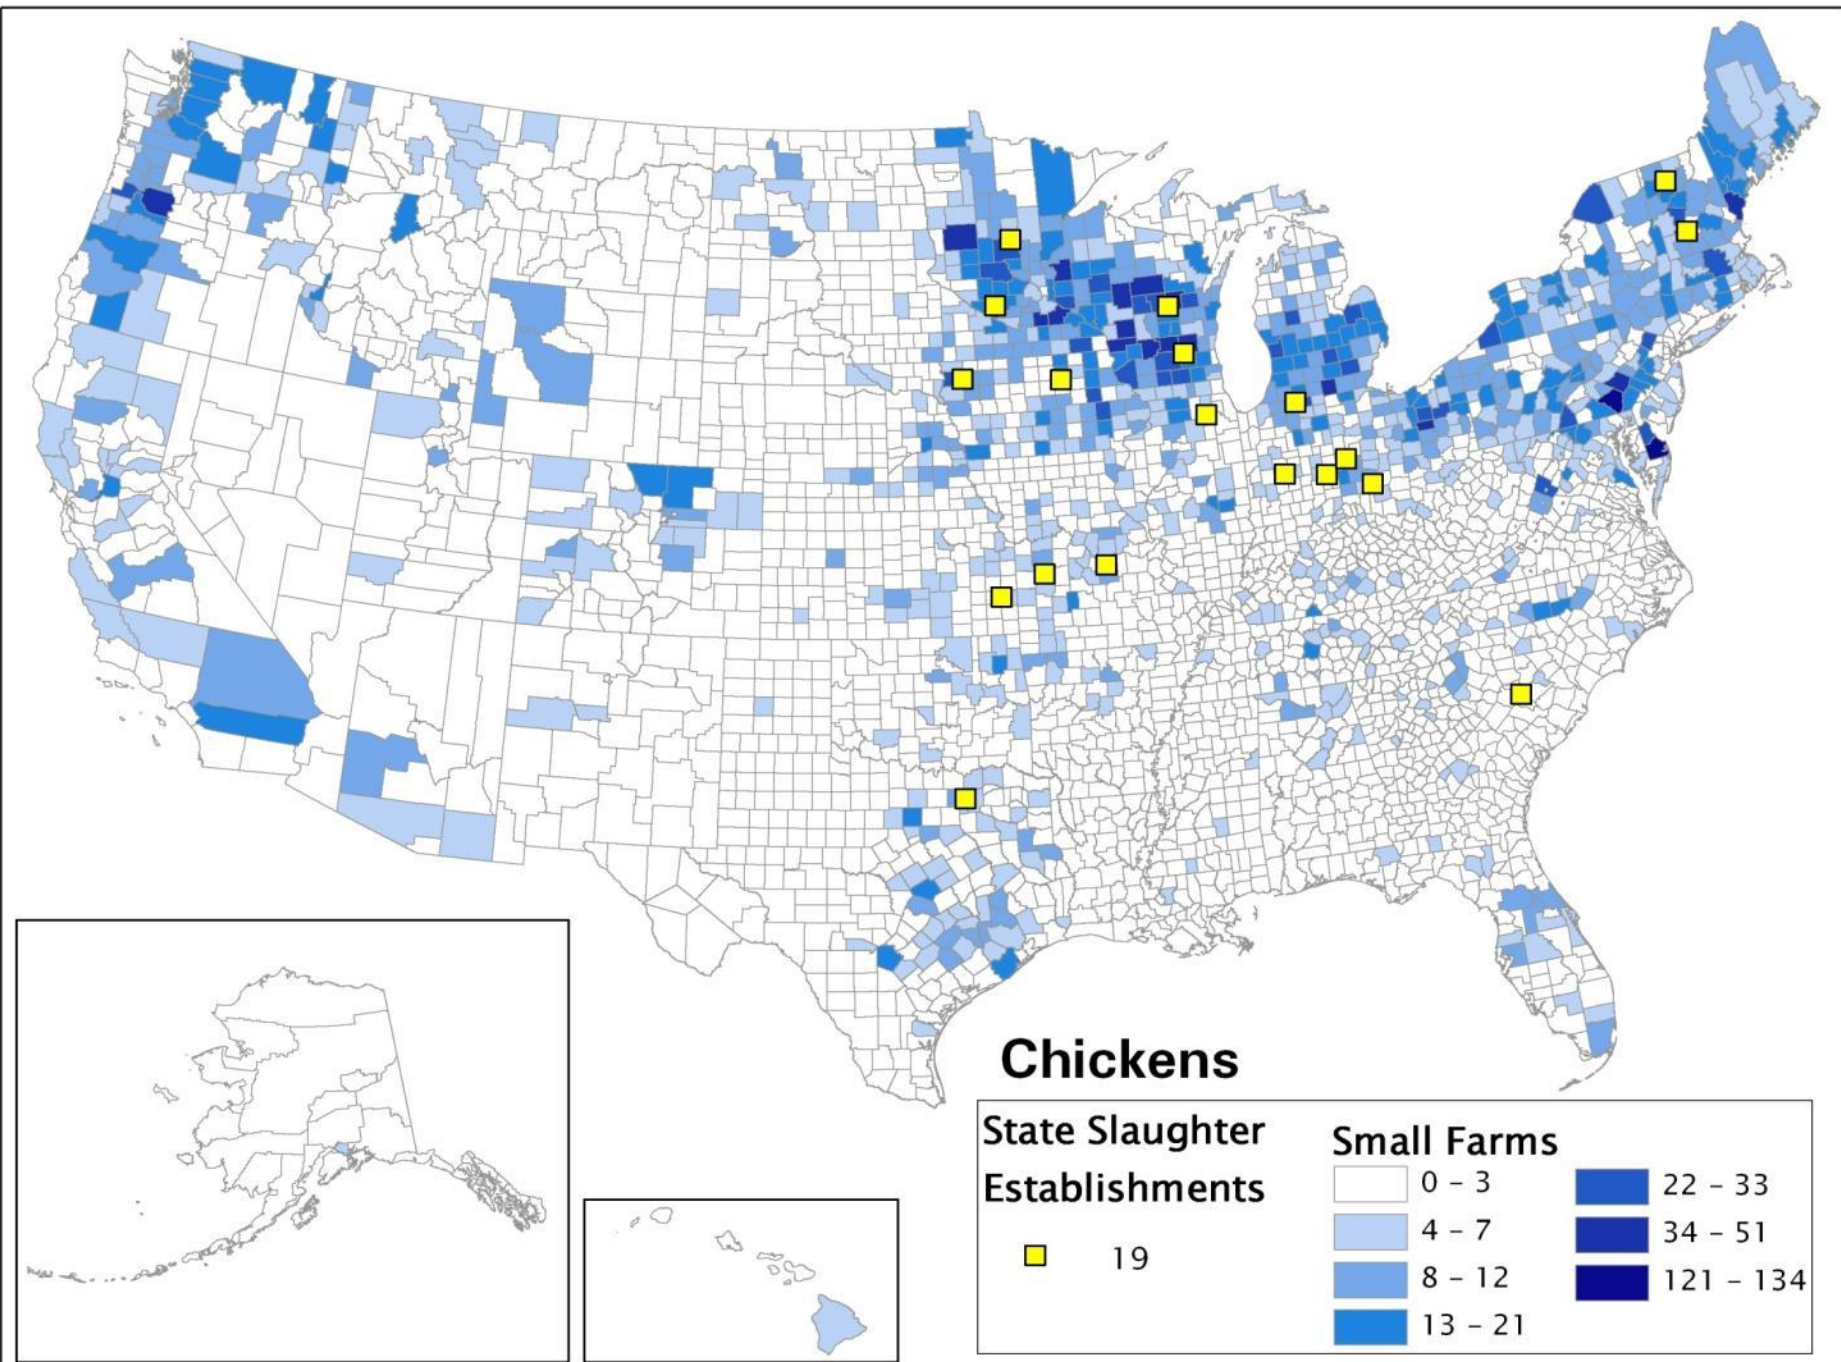 Chickens
State Slaughter
Establishments
19
Small Farms
0 – 3
4 – 7
8 – 12
13 – 21
22 – 33
34 – 51
121 – 134